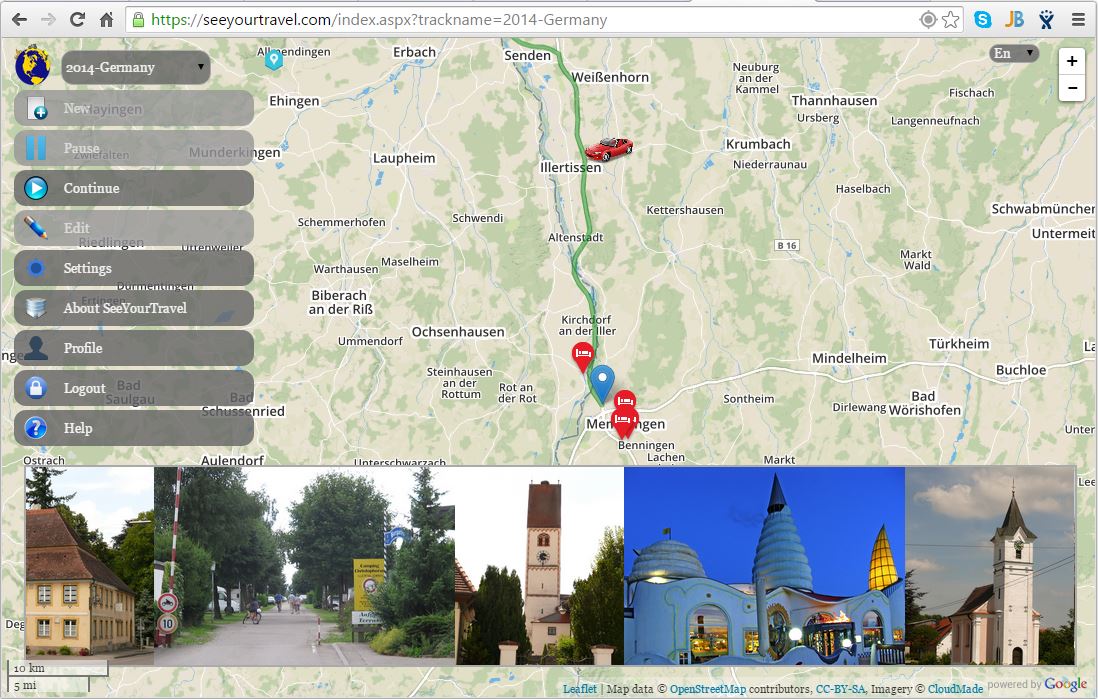 https://seeyourtravel.com/index.aspx?trackname=2014-Germany
2014-Germany
En
+
−
New
Pause
Continue
Edit
Settings
About SeeYourTravel
Profile
Logout
Help
Allmendingen
Erbach
Senden
Weißenhorn
Neuburg
an der
Kammel
Fischach
Ehingen
Thannhausen
Ursberg
Langenneufnach
Zwiefalten
Munderkingen
Laupheim
Illertissen
Krumbach
Niederraunau
Haselbach
Kettershausen
Schwabmünchen
Schemmerhofen
Schwendi
Altenstadt
B 16
Untermeit
Riedlingen
Uttenweiler
Maselheim
Warthausen
Markt
Wald
Dürmentingen
Ertingen
Biberach
an der Riß
Kirchdorf
an der Iller
Ochsenhausen
Ummendorf
Türkheim
Mindelheim
Buchloe
Steinhausen
an der
Rottum
Rot an
der Rot
Sontheim
Dirlewang
Bad
Wörishofen
Bad
Saulgau
Bad
Schussenried
Memmingen
Benningen
Lachen
Ostrach
Aulendorf
Unterschwarzach
Markt
Camping
Christophorus
10
10 km
5 mi
Leaflet | Map data © OpenStreetMap contributors, CC-BY-SA, Imagery © CloudMade
powered by Google